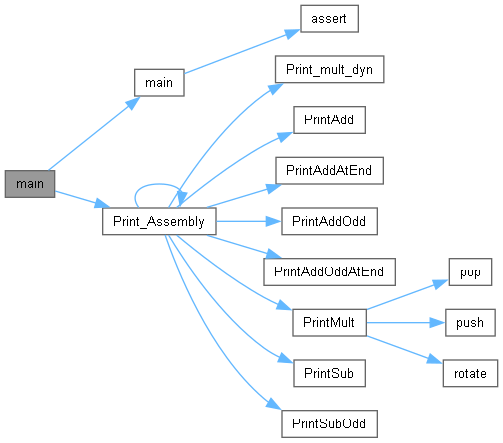 assert
main
Print_mult_dyn
PrintAdd
PrintAddAtEnd
main
Print_Assembly
PrintAddOdd
PrintAddOddAtEnd
pop
PrintMult
push
PrintSub
rotate
PrintSubOdd